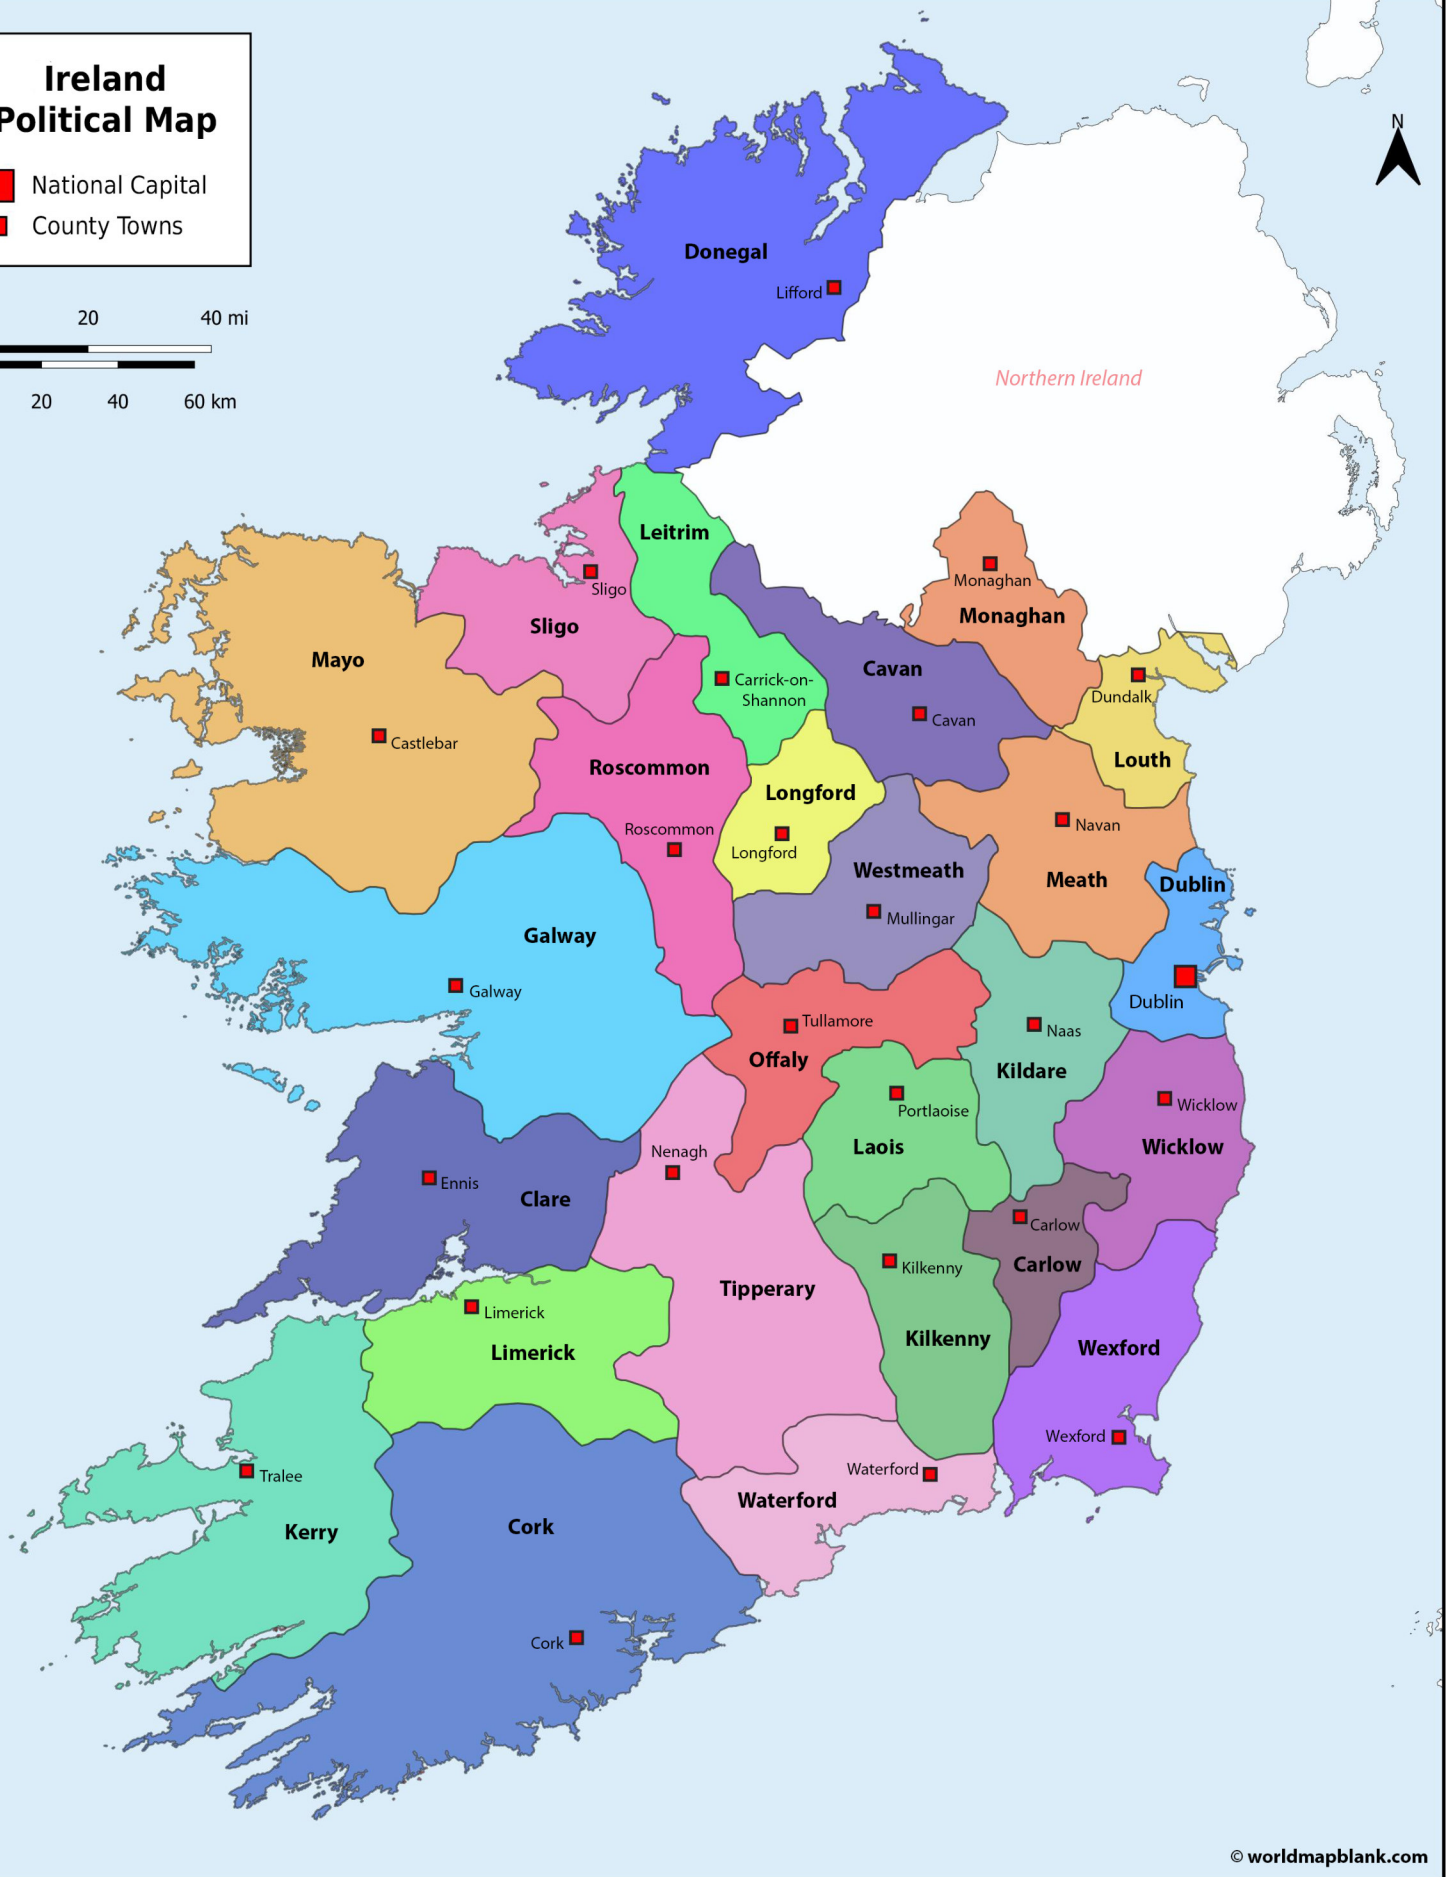 Ireland
Political Map
National Capital
County Towns
20 40 mi
20 40 60 km
N
Donegal
Lifford
Northern Ireland
Leitrim
Monaghan
Monaghan
Sligo
Sligo
Mayo
Cavan
Carrick-on-
Shannon
Dundalk
Cavan
Castlebar
Louth
Roscommon
Longford
Navan
Roscommon
Longford
Westmeath
Meath
Dublin
Mullingar
Galway
Galway
Dublin
Tullamore
Naas
Offaly
Kildare
Wicklow
Portlaoise
Laois
Wicklow
Nenagh
Ennis
Clare
Carlow
Carlow
Kilkenny
Tipperary
Limerick
Kilkenny
Wexford
Limerick
Wexford
Waterford
Tralee
Waterford
Cork
Kerry
Cork
© worldmapblank.com